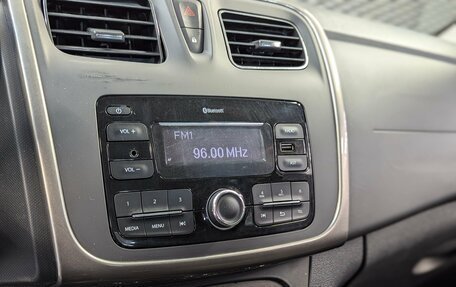 Bluetooth
VOL +
FM1
RADIO
96.00 MHz
VOL −
1 2 3 4 5 6
MEDIA MENU